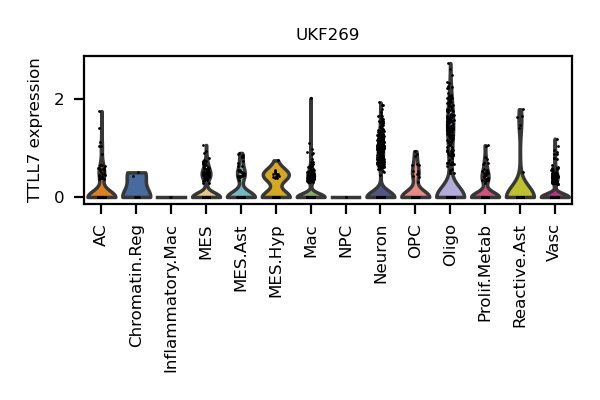 UKF269
TTLL7 expression
2
0
AC
Chromatin.Reg
Inflammatory.Mac
MES
MES.Ast
MES.Hyp
Mac
NPC
Neuron
OPC
Oligo
Prolif.Metab
Reactive.Ast
Vasc